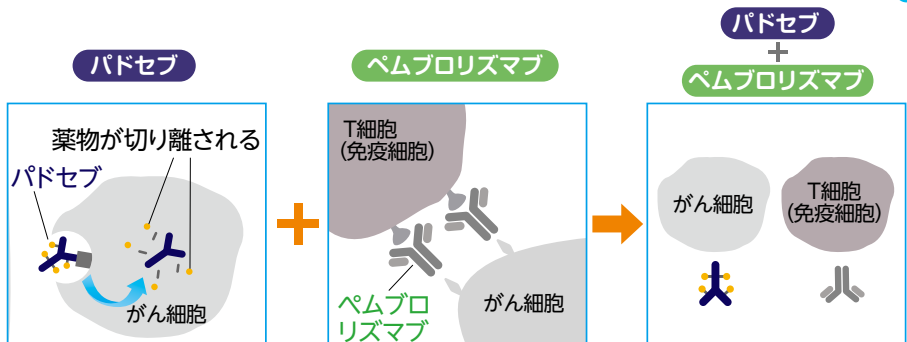 パドセブ
薬物が切り離される
パドセブ
がん細胞
+
ペムブロリズマブ
T細胞
(免疫細胞)
ペムブロ
リズマブ
がん細胞
パドセブ
+
ペムブロリズマブ
がん細胞
T細胞
(免疫細胞)